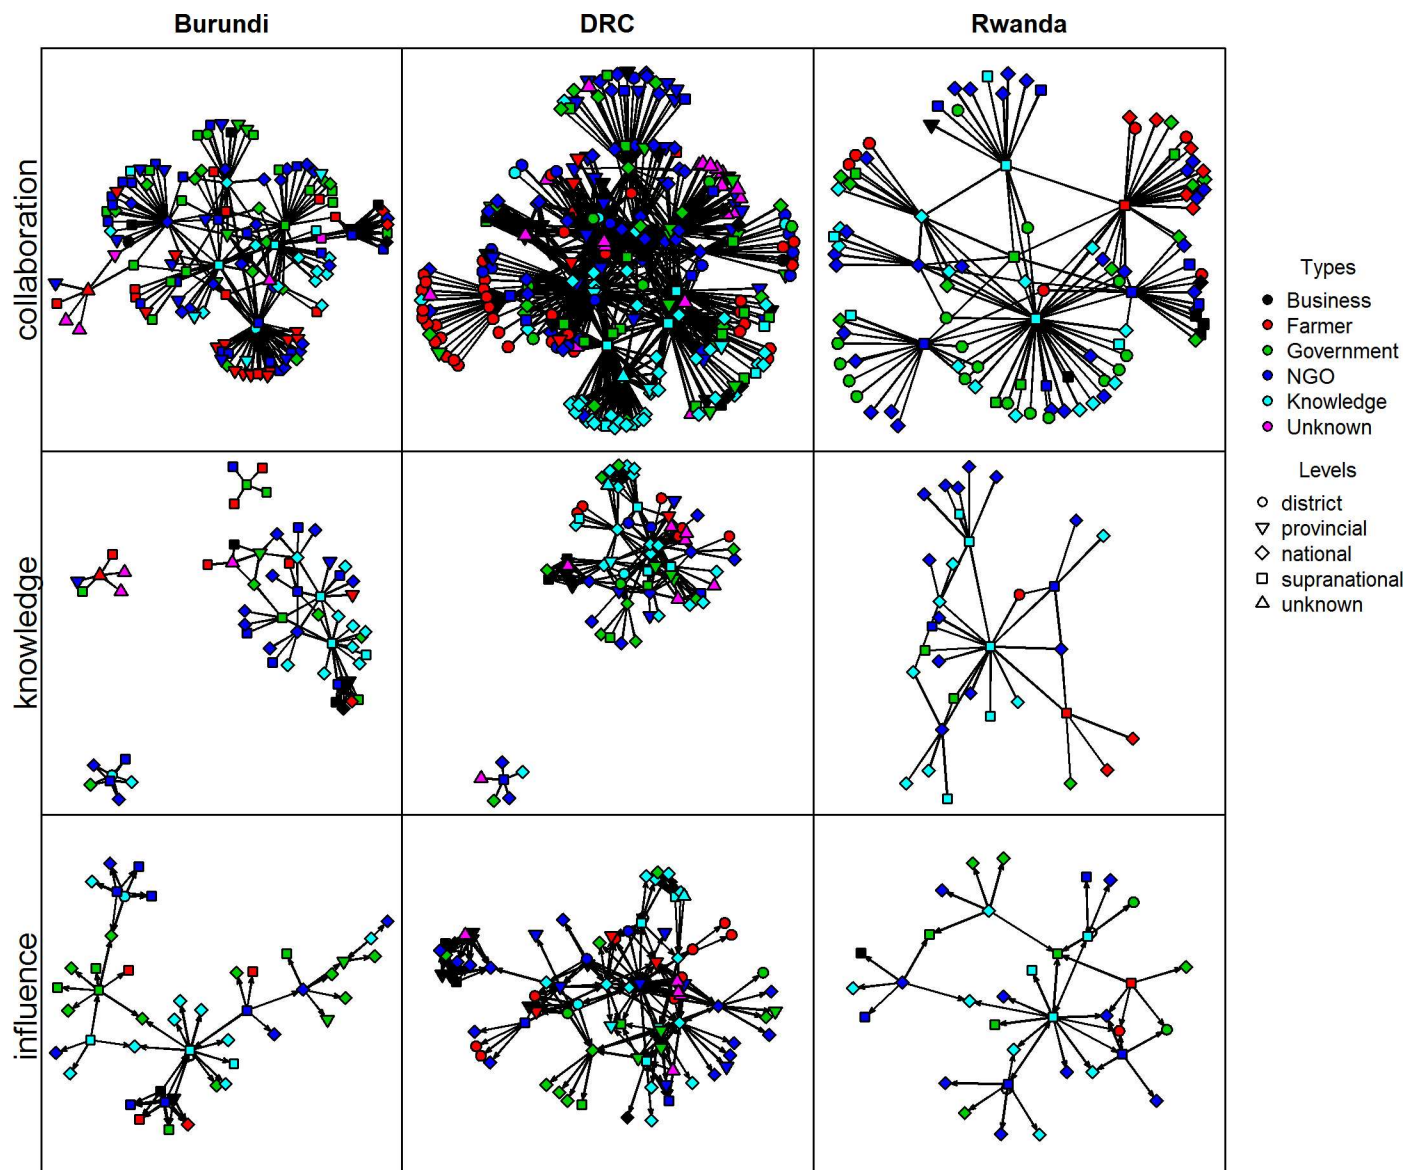 Burundi
DRC
Rwanda
collaboration
knowledge
influence
Types
Business
Farmer
Government
NGO
Knowledge
Unknown
Levels
district
provincial
national
supranational
unknown